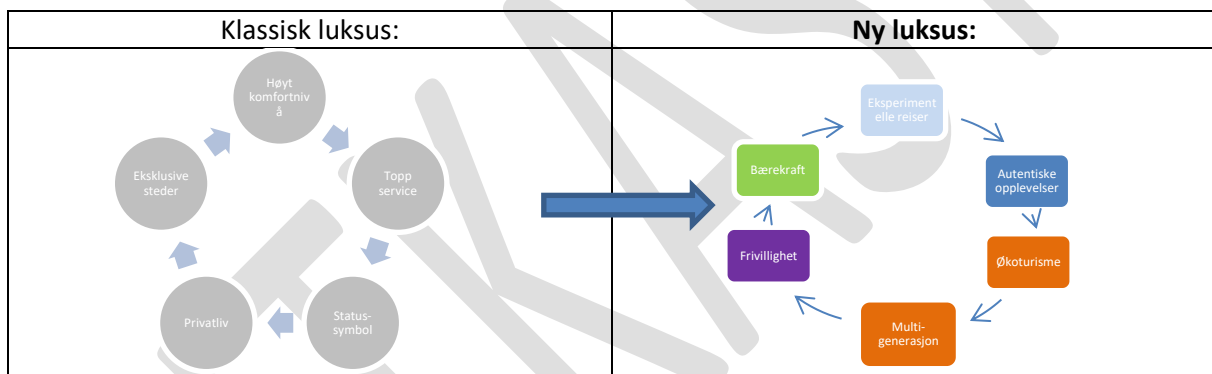 Klassisk luksus:
Ny luksus:
Høyt
komfortniv
å
Topp
service
Status-
symbol
Privatliv
Eksklusive
steder
Eksperiment
elle reiser
Autentiske
opplevelser
Økoturisme
Multi-
generasjon
Frivillighet
Bærekraft